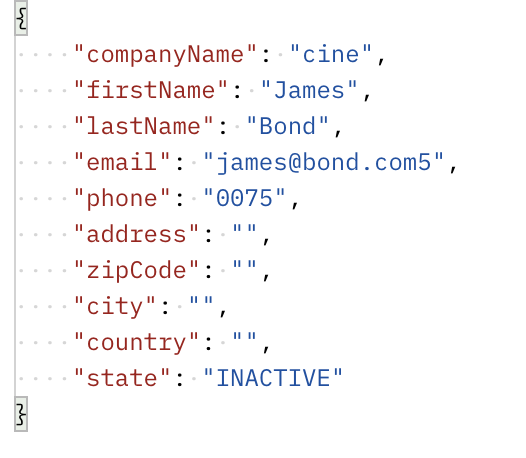 {
    "companyName": "cine",
    "firstName": "James",
    "lastName": "Bond",
    "email": "james@bond.com5",
    "phone": "0075",
    "address": "",
    "zipCode": "",
    "city": "",
    "country": "",
    "state": "INACTIVE"
}